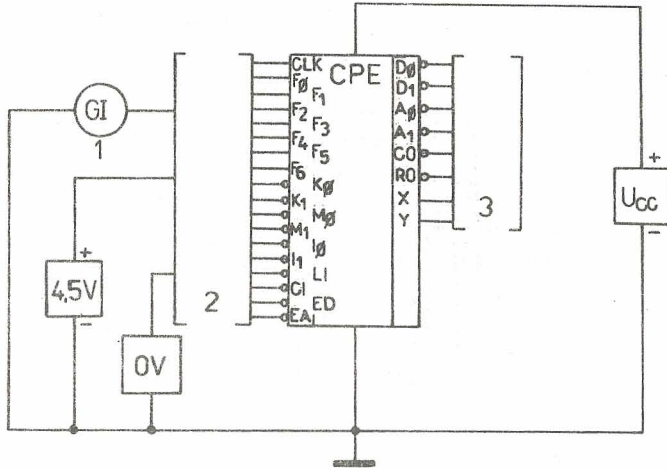 GI
1
+
4,5V
-
0V
2
CLK
CPE
FØ
F1
F2
F3
F4
F5
F6
KØ
K1
MØ
M1
IØ
I1
LI
CI
ED
EA
DØ
D1
AØ
A1
CO
RO
X
Y
3
+
UCC
-